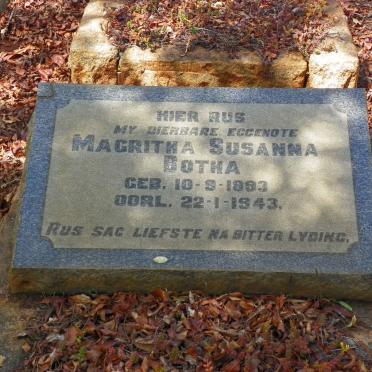 HIER RUS
MY DIERBARE EGGENOTE
MAGRITHA SUSANNA
BOTHA
GEB. 10-9-1893
OORL. 22-1-1943.
RUS SAG LIEFSTE NA BITTER LYDING.